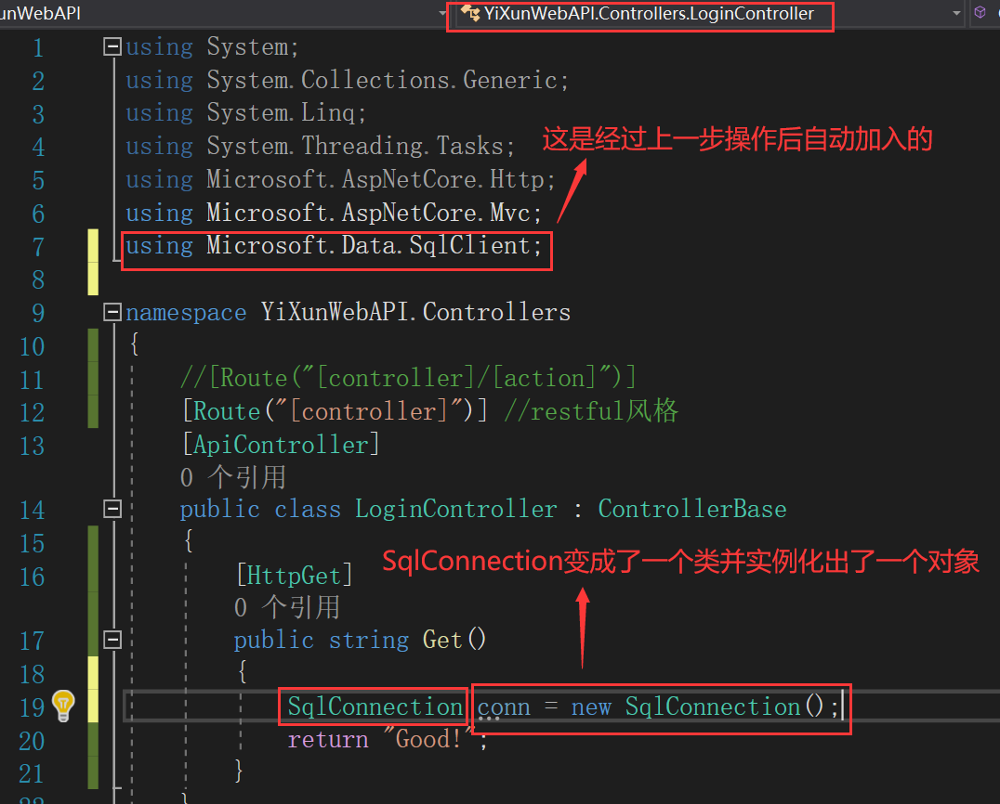 unWebAPI YiXunWebAPI.Controllers.LoginController
1 using System;
2 using System.Collections.Generic;
3 using System.Linq;
4 using System.Threading.Tasks;
这是经过上一步操作后自动加入的
5 using Microsoft.AspNetCore.Http;
6 using Microsoft.AspNetCore.Mvc;
7 using Microsoft.Data.SqlClient;
8
9 namespace YiXunWebAPI.Controllers
10 {
11 //[Route("[controller]/[action]")]
12 [Route("[controller]")] //restful风格
13 [ApiController]
0 个引用
14 public class LoginController : ControllerBase
15 {
SqlConnection变成了一个类并实例化出了一个对象
16 [HttpGet]
0 个引用
17 public string Get()
18 {
19 SqlConnection conn = new SqlConnection();
20 return "Good!";
21 }